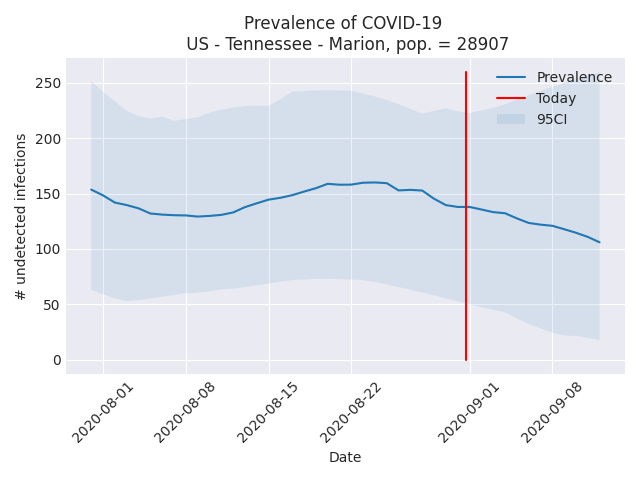 Prevalence of COVID-19
US - Tennessee - Marion, pop. = 28907
Prevalence
Today
95CI
# undetected infections
250
200
150
100
50
0
2020-08-01
2020-08-08
2020-08-15
2020-08-22
2020-09-01
2020-09-08
Date